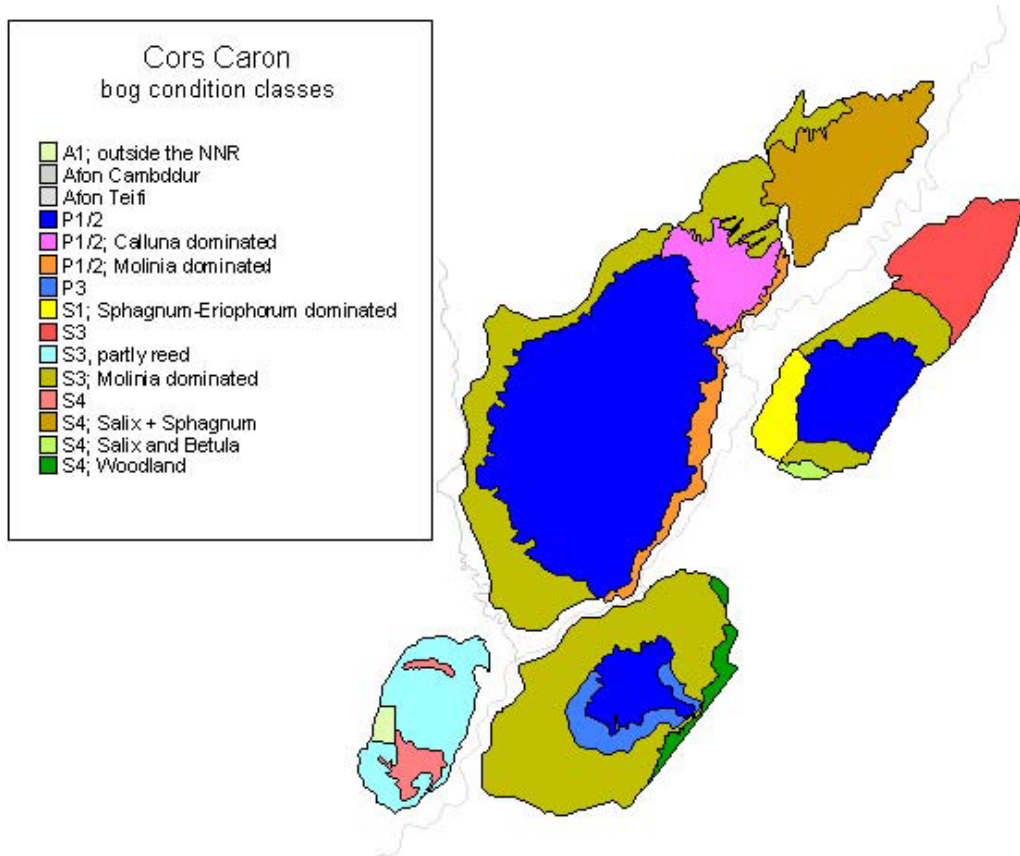 Cors Caron
bog condition classes
A1; outside the NNR
Afon Cambddur
Afon Teifi
P1/2
P1/2; Calluna dominated
P1/2; Molinia dominated
P3
S1; Sphagnum-Eriophorum dominated
S3
S3, partly reed
S3; Molinia dominated
S4
S4; Salix + Sphagnum
S4; Salix and Betula
S4; Woodland